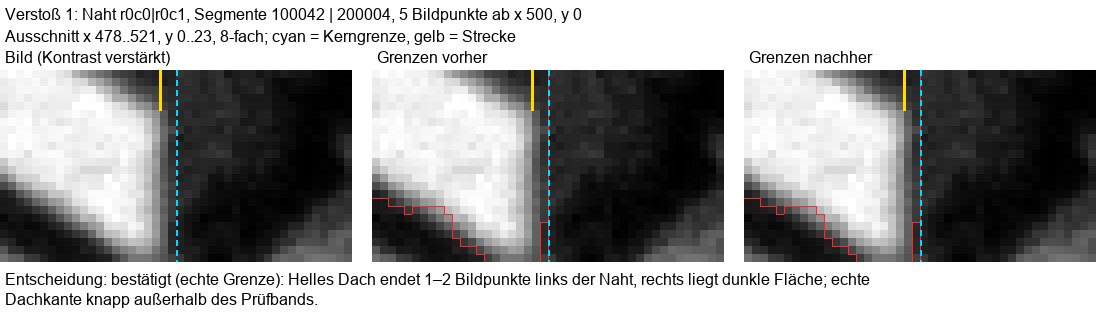 Verstoß 1: Naht r0c0|r0c1, Segmente 100042 | 200004, 5 Bildpunkte ab x 500, y 0
Ausschnitt x 478..521, y 0..23, 8-fach; cyan = Kerngrenze, gelb = Strecke
Bild (Kontrast verstärkt)
Grenzen vorher
Grenzen nachher
Entscheidung: bestätigt (echte Grenze): Helles Dach endet 1–2 Bildpunkte links der Naht, rechts liegt dunkle Fläche; echte
Dachkante knapp außerhalb des Prüfbands.